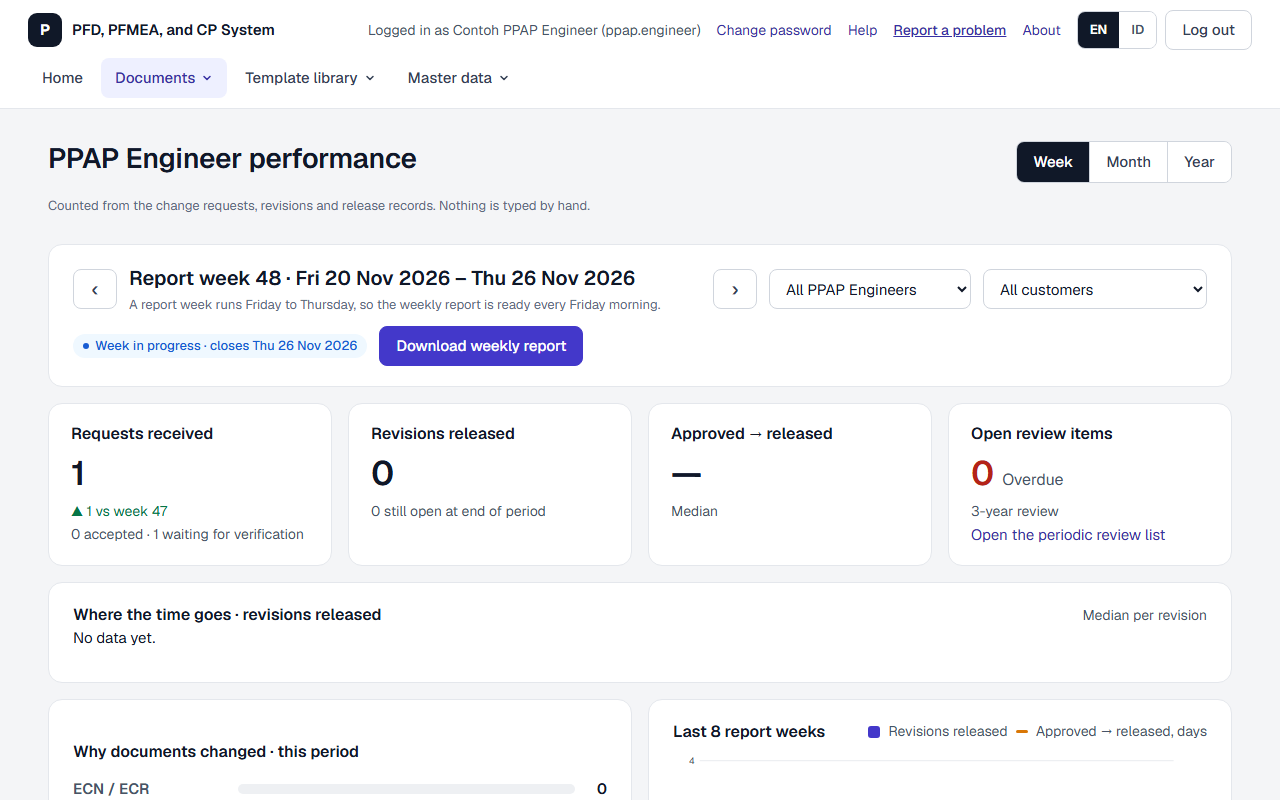 P PFD, PFMEA, and CP System Logged in as Contoh PPAP Engineer (ppap.engineer) Change password Help Report a problem About EN ID Log out
Home Documents Template library Master data
PPAP Engineer performance Week Month Year
Counted from the change requests, revisions and release records. Nothing is typed by hand.
‹ Report week 48 · Fri 20 Nov 2026 – Thu 26 Nov 2026 › All PPAP Engineers All customers
A report week runs Friday to Thursday, so the weekly report is ready every Friday morning.
Week in progress · closes Thu 26 Nov 2026 Download weekly report
Requests received
1
▲ 1 vs week 47
0 accepted · 1 waiting for verification
Revisions released
0
0 still open at end of period
Approved → released
—
Median
Open review items
0 Overdue
3-year review
Open the periodic review list
Where the time goes · revisions released Median per revision
No data yet.
Why documents changed · this period
ECN / ECR 0
Last 8 report weeks Revisions released Approved → released, days
4